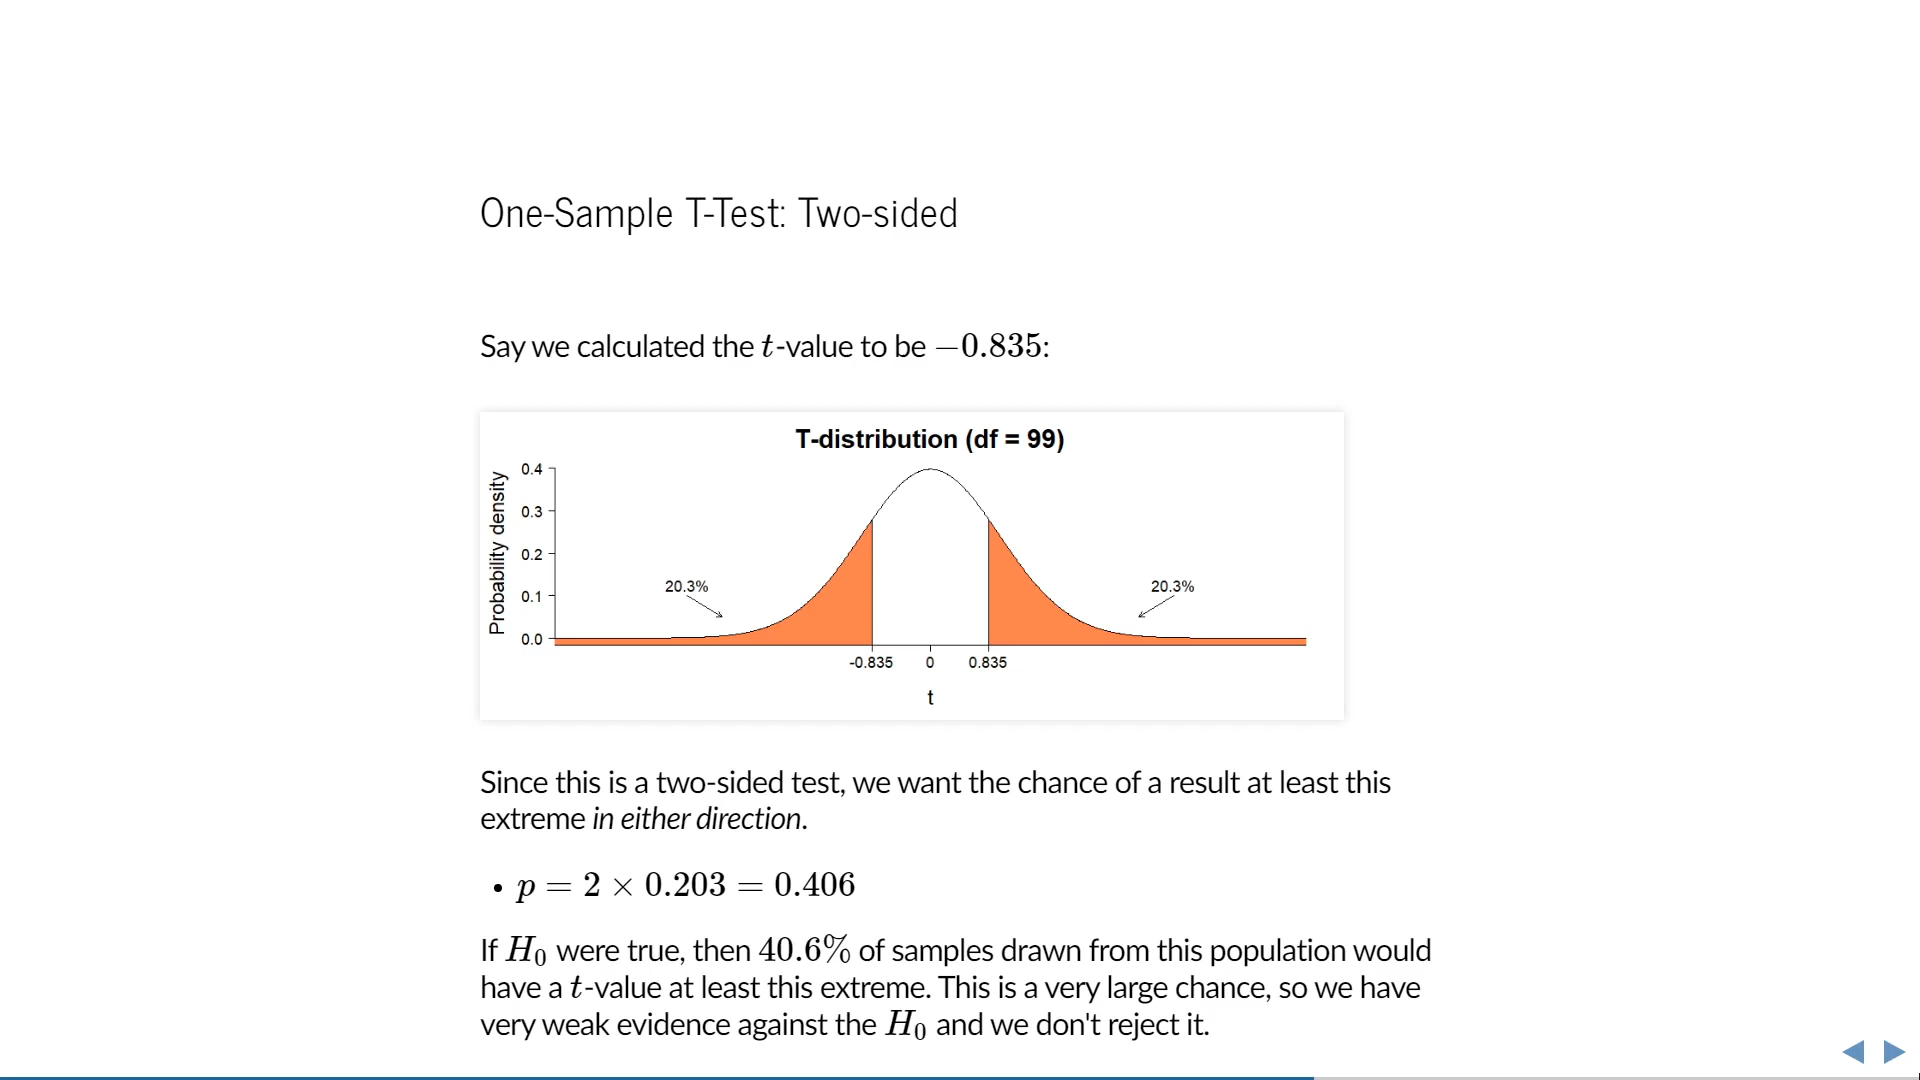 One-Sample T-Test: Two-sided
Say we calculated the t-value to be −0.835:
T-distribution (df = 99)
Probability density
0.4
0.3
0.2
0.1
0.0
20.3%
20.3%
-0.835
0
0.835
t
Since this is a two-sided test, we want the chance of a result at least this
extreme in either direction.
• p = 2 × 0.203 = 0.406
If H₀ were true, then 40.6% of samples drawn from this population would
have a t-value at least this extreme. This is a very large chance, so we have
very weak evidence against the H₀ and we don't reject it.